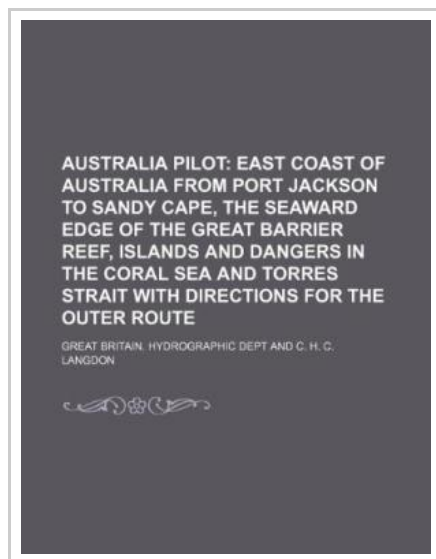 AUSTRALIA PILOT: EAST COAST OF
AUSTRALIA FROM PORT JACKSON
TO SANDY CAPE, THE SEAWARD
EDGE OF THE GREAT BARRIER
REEF, ISLANDS AND DANGERS IN
THE CORAL SEA AND TORRES
STRAIT WITH DIRECTIONS FOR THE
OUTER ROUTE
GREAT BRITAIN. HYDROGRAPHIC DEPT AND C. H. C.
LANGDON